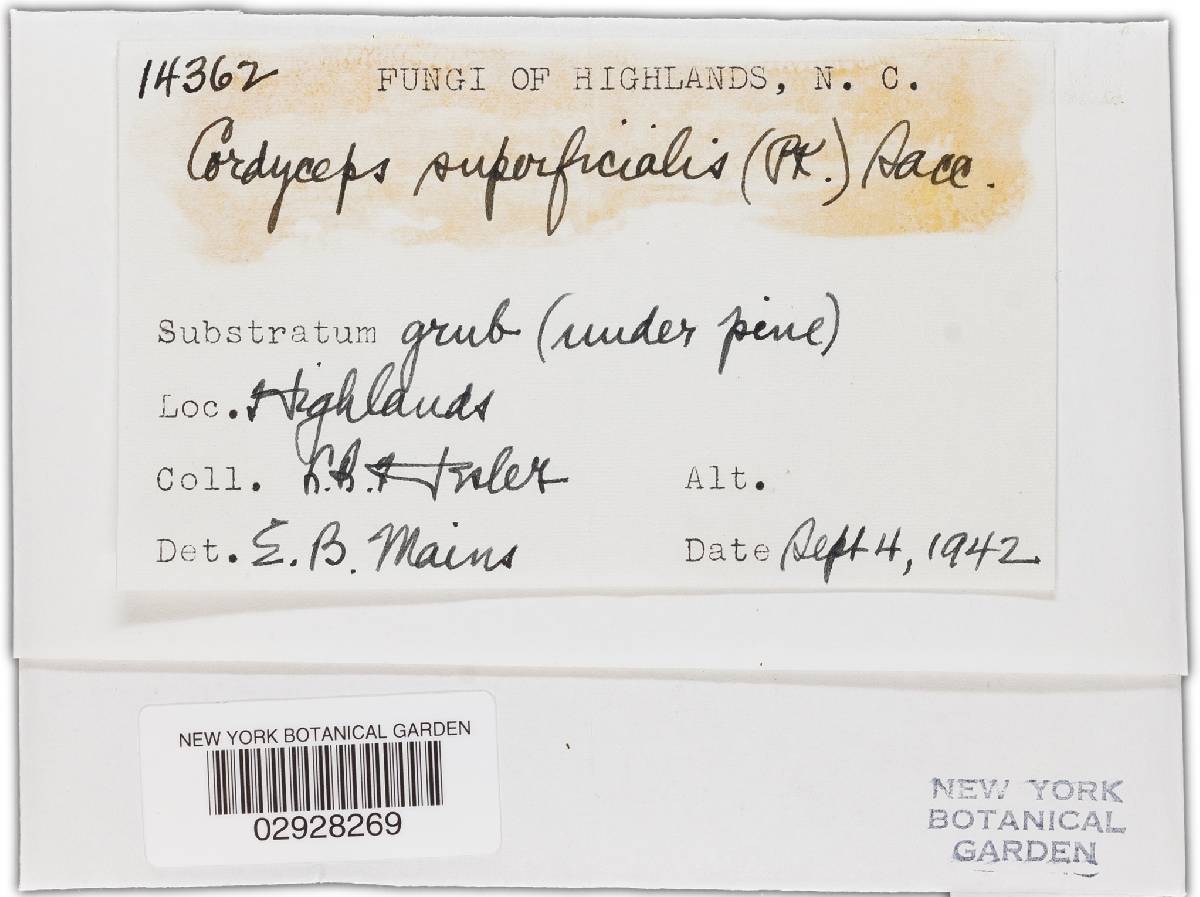 14362 FUNGI OF HIGHLANDS, N. C.
Cordyceps superficialis (PK.) Sacc.
Substratum grub (under pine)
Loc. Highlands
Coll. L.R. Hesler Alt.
Det. E. B. Mains Date Sept 4, 1942
NEW YORK BOTANICAL GARDEN
02928269
NEW YORK
BOTANICAL
GARDEN